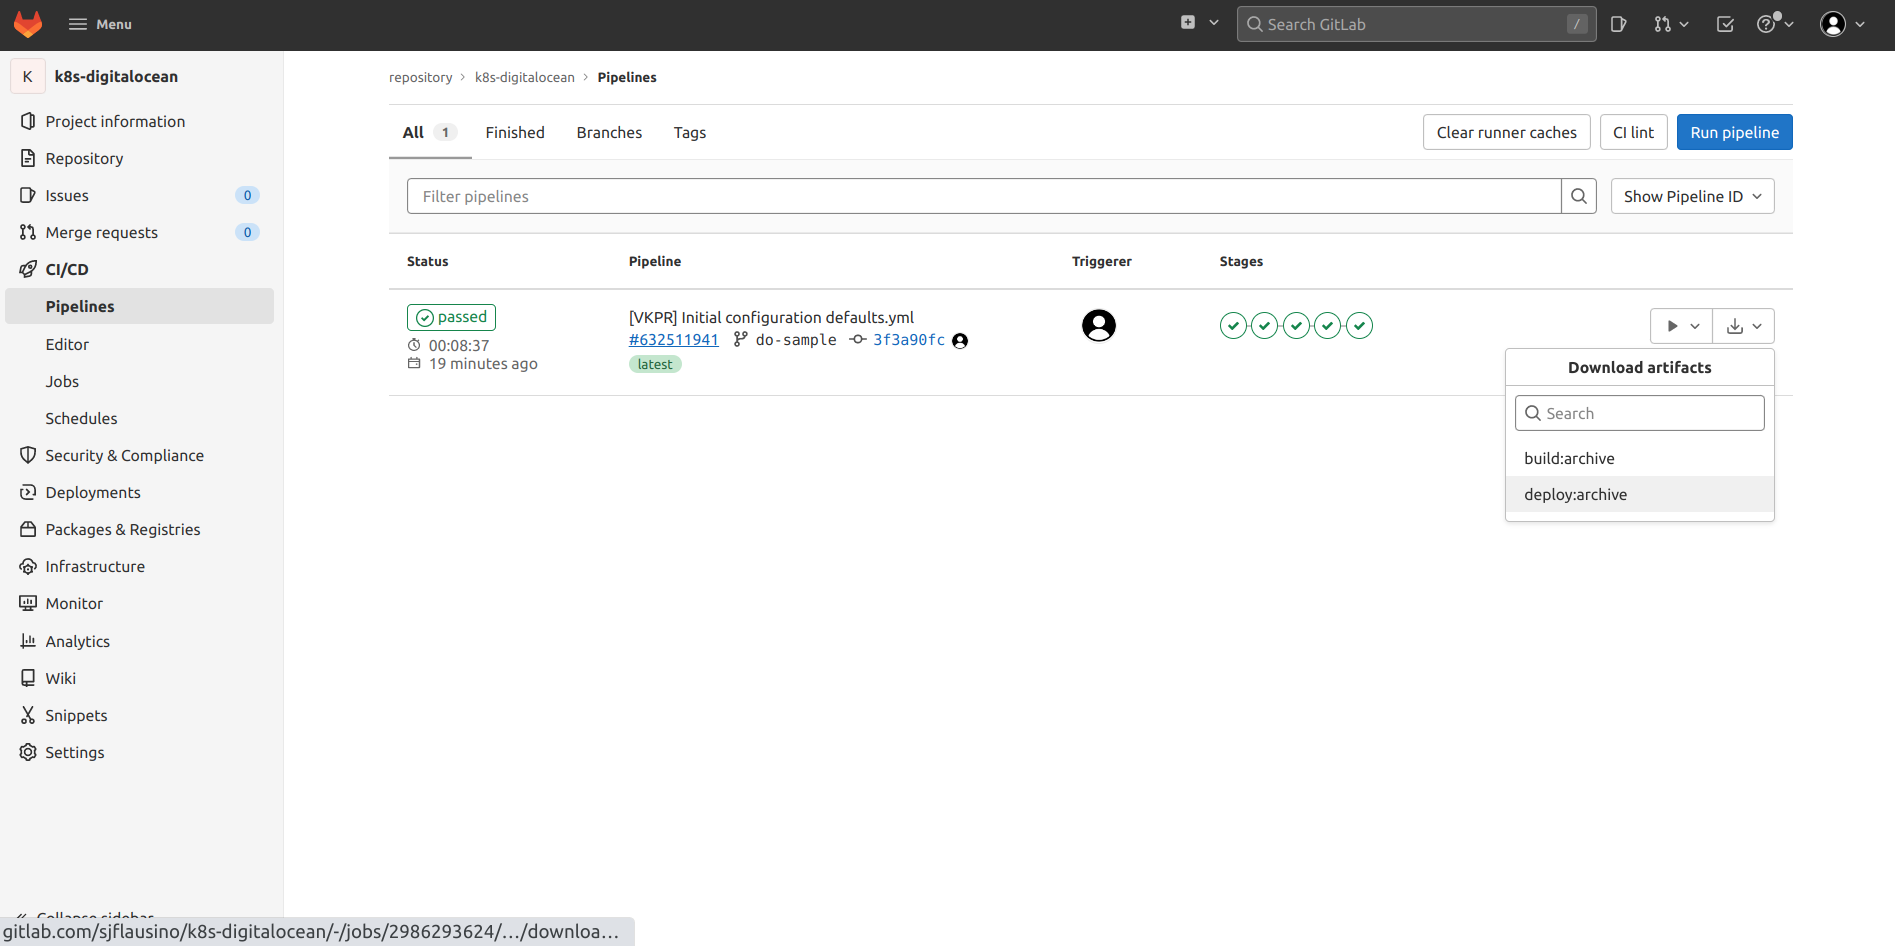 Menu
Search GitLab /
K k8s-digitalocean
Project information
Repository
Issues 0
Merge requests 0
CI/CD
Pipelines
Editor
Jobs
Schedules
Security & Compliance
Deployments
Packages & Registries
Infrastructure
Monitor
Analytics
Wiki
Snippets
Settings
Collapse sidebar
repository > k8s-digitalocean > Pipelines
All 1 Finished Branches Tags
Clear runner caches CI lint Run pipeline
Filter pipelines
Show Pipeline ID
Status Pipeline Triggerer Stages
passed
00:08:37
19 minutes ago
[VKPR] Initial configuration defaults.yml
#632511941 do-sample 3f3a90fc
latest
Download artifacts
Search
build:archive
deploy:archive
gitlab.com/sjflausino/k8s-digitalocean/-/jobs/2986293624/…/downloa…